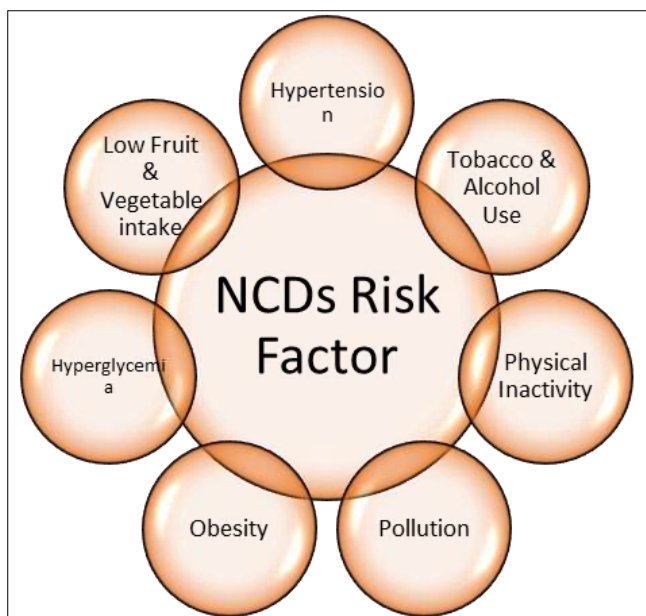 Hypertensio
n
Tobacco &
Alcohol
Use
Physical
Inactivity
Pollution
Obesity
Hyperglycemi
a
Low Fruit
&
Vegetable
intake
NCDs Risk
Factor